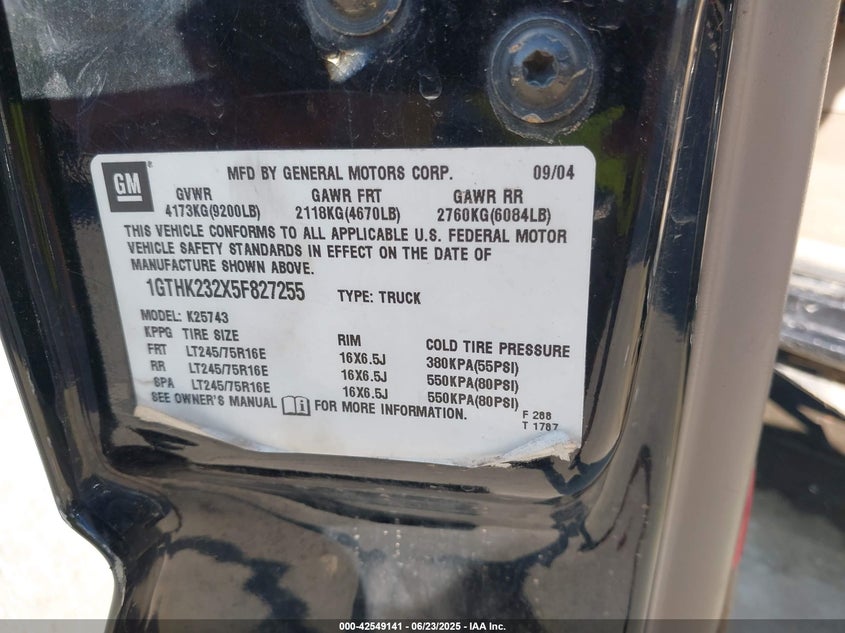 GM
MFD BY GENERAL MOTORS CORP. 09/04
GVWR GAWR FRT GAWR RR
4173KG(9200LB) 2118KG(4670LB) 2760KG(6084LB)
THIS VEHICLE CONFORMS TO ALL APPLICABLE U.S. FEDERAL MOTOR
VEHICLE SAFETY STANDARDS IN EFFECT ON THE DATE OF
MANUFACTURE SHOWN ABOVE.
1GTHK232X5F827255 TYPE: TRUCK
MODEL: K25743
KPPG TIRE SIZE RIM COLD TIRE PRESSURE
FRT LT245/75R16E 16X6.5J 380KPA(55PSI)
RR LT245/75R16E 16X6.5J 550KPA(80PSI)
SPA LT245/75R16E 16X6.5J 550KPA(80PSI)
SEE OWNER'S MANUAL FOR MORE INFORMATION.
F 288
T 1787
000-42549141 - 06/23/2025 - IAA Inc.